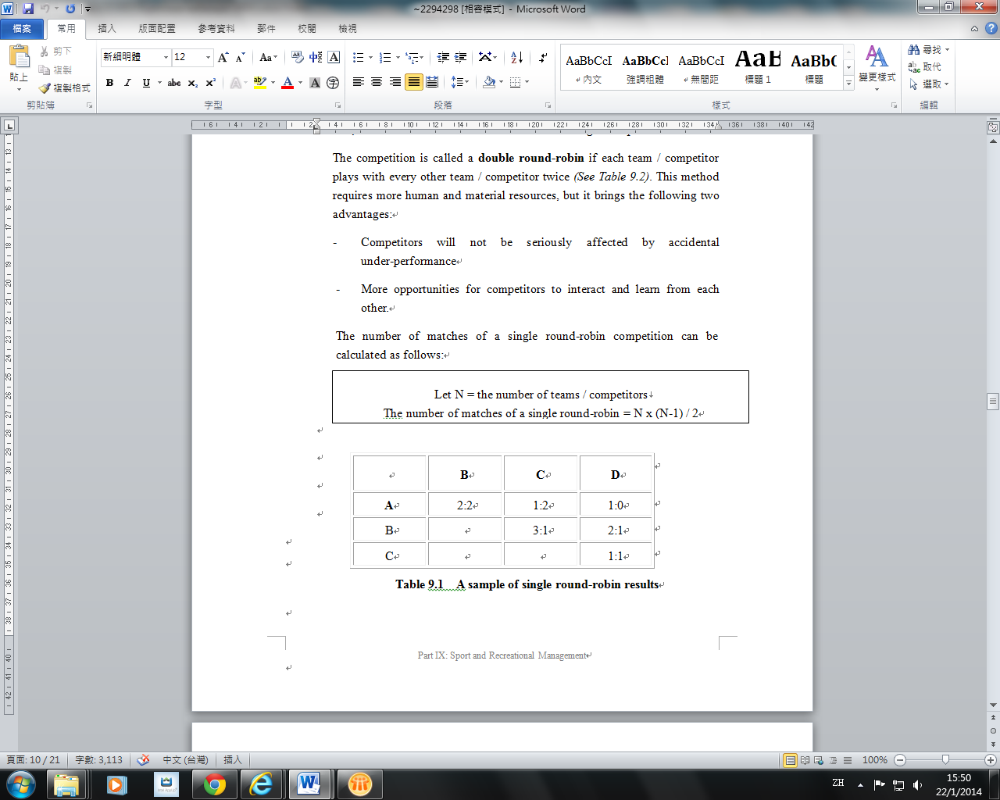 ~2294298 [相容模式] - Microsoft Word
檔案 常用 插入 版面配置 參考資料 郵件 校閱 檢視
貼上 剪下 複製 複製格式 剪貼簿
新細明體 12 字型
段落
AaBbCcI 內文 AaBbCcI 強調粗體 AaBbCcI 無間距 AaB 標題 1 AaBbC 標題 變更樣式 樣式
尋找 取代 選取 編輯
The competition is called a double round-robin if each team / competitor
plays with every other team / competitor twice (See Table 9.2). This method
requires more human and material resources, but it brings the following two
advantages:
- Competitors will not be seriously affected by accidental
under-performance
- More opportunities for competitors to interact and learn from each
other.
The number of matches of a single round-robin competition can be
calculated as follows:
Let N = the number of teams / competitors
The number of matches of a single round-robin = N x (N-1) / 2
B C D
A 2:2 1:2 1:0
B 3:1 2:1
C 1:1
Table 9.1 A sample of single round-robin results
Part IX: Sport and Recreational Management
頁面: 10 / 21 字數: 3,113 中文 (台灣) 插入 100%
ZH 15:50
22/1/2014